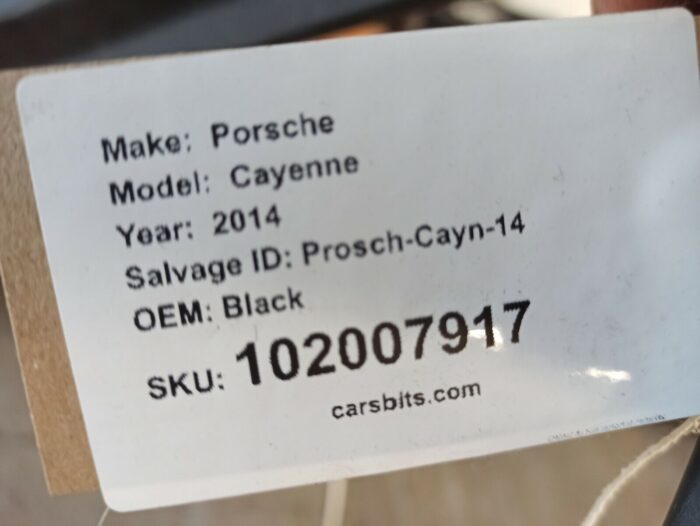 Make: Porsche
Model: Cayenne
Year: 2014
Salvage ID: Prosch-Cayn-14
OEM: Black
SKU: 102007917
carsbits.com